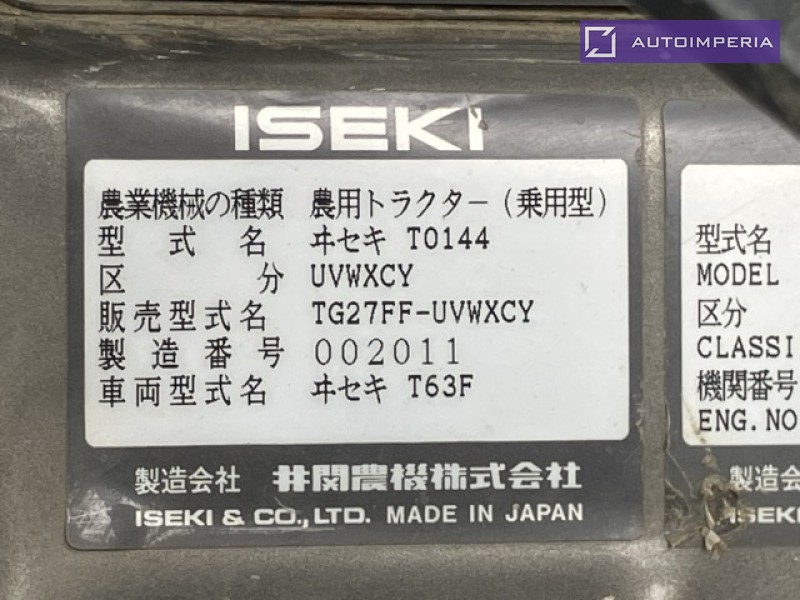 AUTOIMPERIA
ISEKI
農業機械の種類 農用トラクター(乗用型)
型式名 ヰセキ T0144
区分 UVWXCY
販売型式名 TG27FF-UVWXCY
製造番号 002011
車両型式名 ヰセキ T63F
製造会社 井関農機株式会社
ISEKI & CO.,LTD. MADE IN JAPAN
型式名
MODEL
区分
CLASSI
機関番号
ENG.NO
製造会
ISEKI